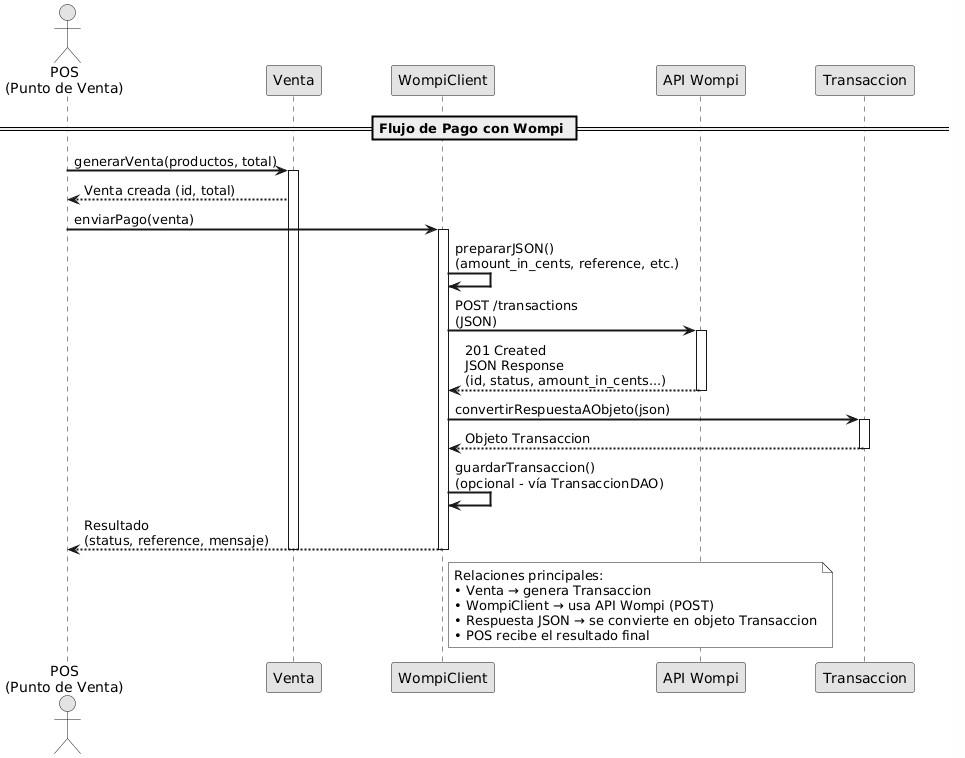 POS
(Punto de Venta)
Venta
WompiClient
API Wompi
Transaccion
Flujo de Pago con Wompi
generarVenta(productos, total)
Venta creada (id, total)
enviarPago(venta)
prepararJSON()
(amount_in_cents, reference, etc.)
POST /transactions
(JSON)
201 Created
JSON Response
(id, status, amount_in_cents...)
convertirRespuestaAObjeto(json)
Objeto Transaccion
guardarTransaccion()
(opcional - vía TransaccionDAO)
Resultado
(status, reference, mensaje)
Relaciones principales:
• Venta → genera Transaccion
• WompiClient → usa API Wompi (POST)
• Respuesta JSON → se convierte en objeto Transaccion
• POS recibe el resultado final
POS
(Punto de Venta)
Venta
WompiClient
API Wompi
Transaccion